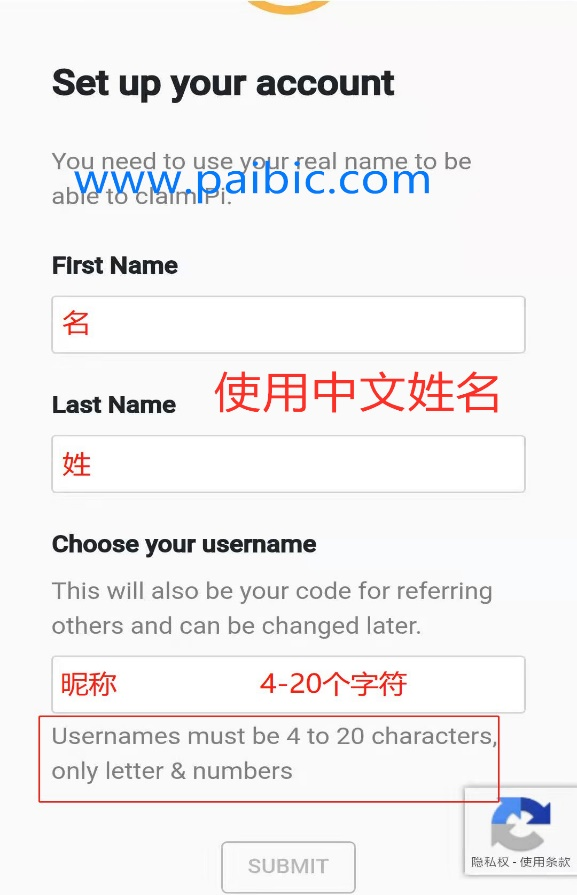 Set up your account
You need to use your real name to be
www.paibic.com
able to claim Pi.
First Name
名
使用中文姓名
Last Name
姓
Choose your username
This will also be your code for referring
others and can be changed later.
昵称 4-20个字符
Usernames must be 4 to 20 characters,
only letter & numbers
隐私权 - 使用条款
SUBMIT